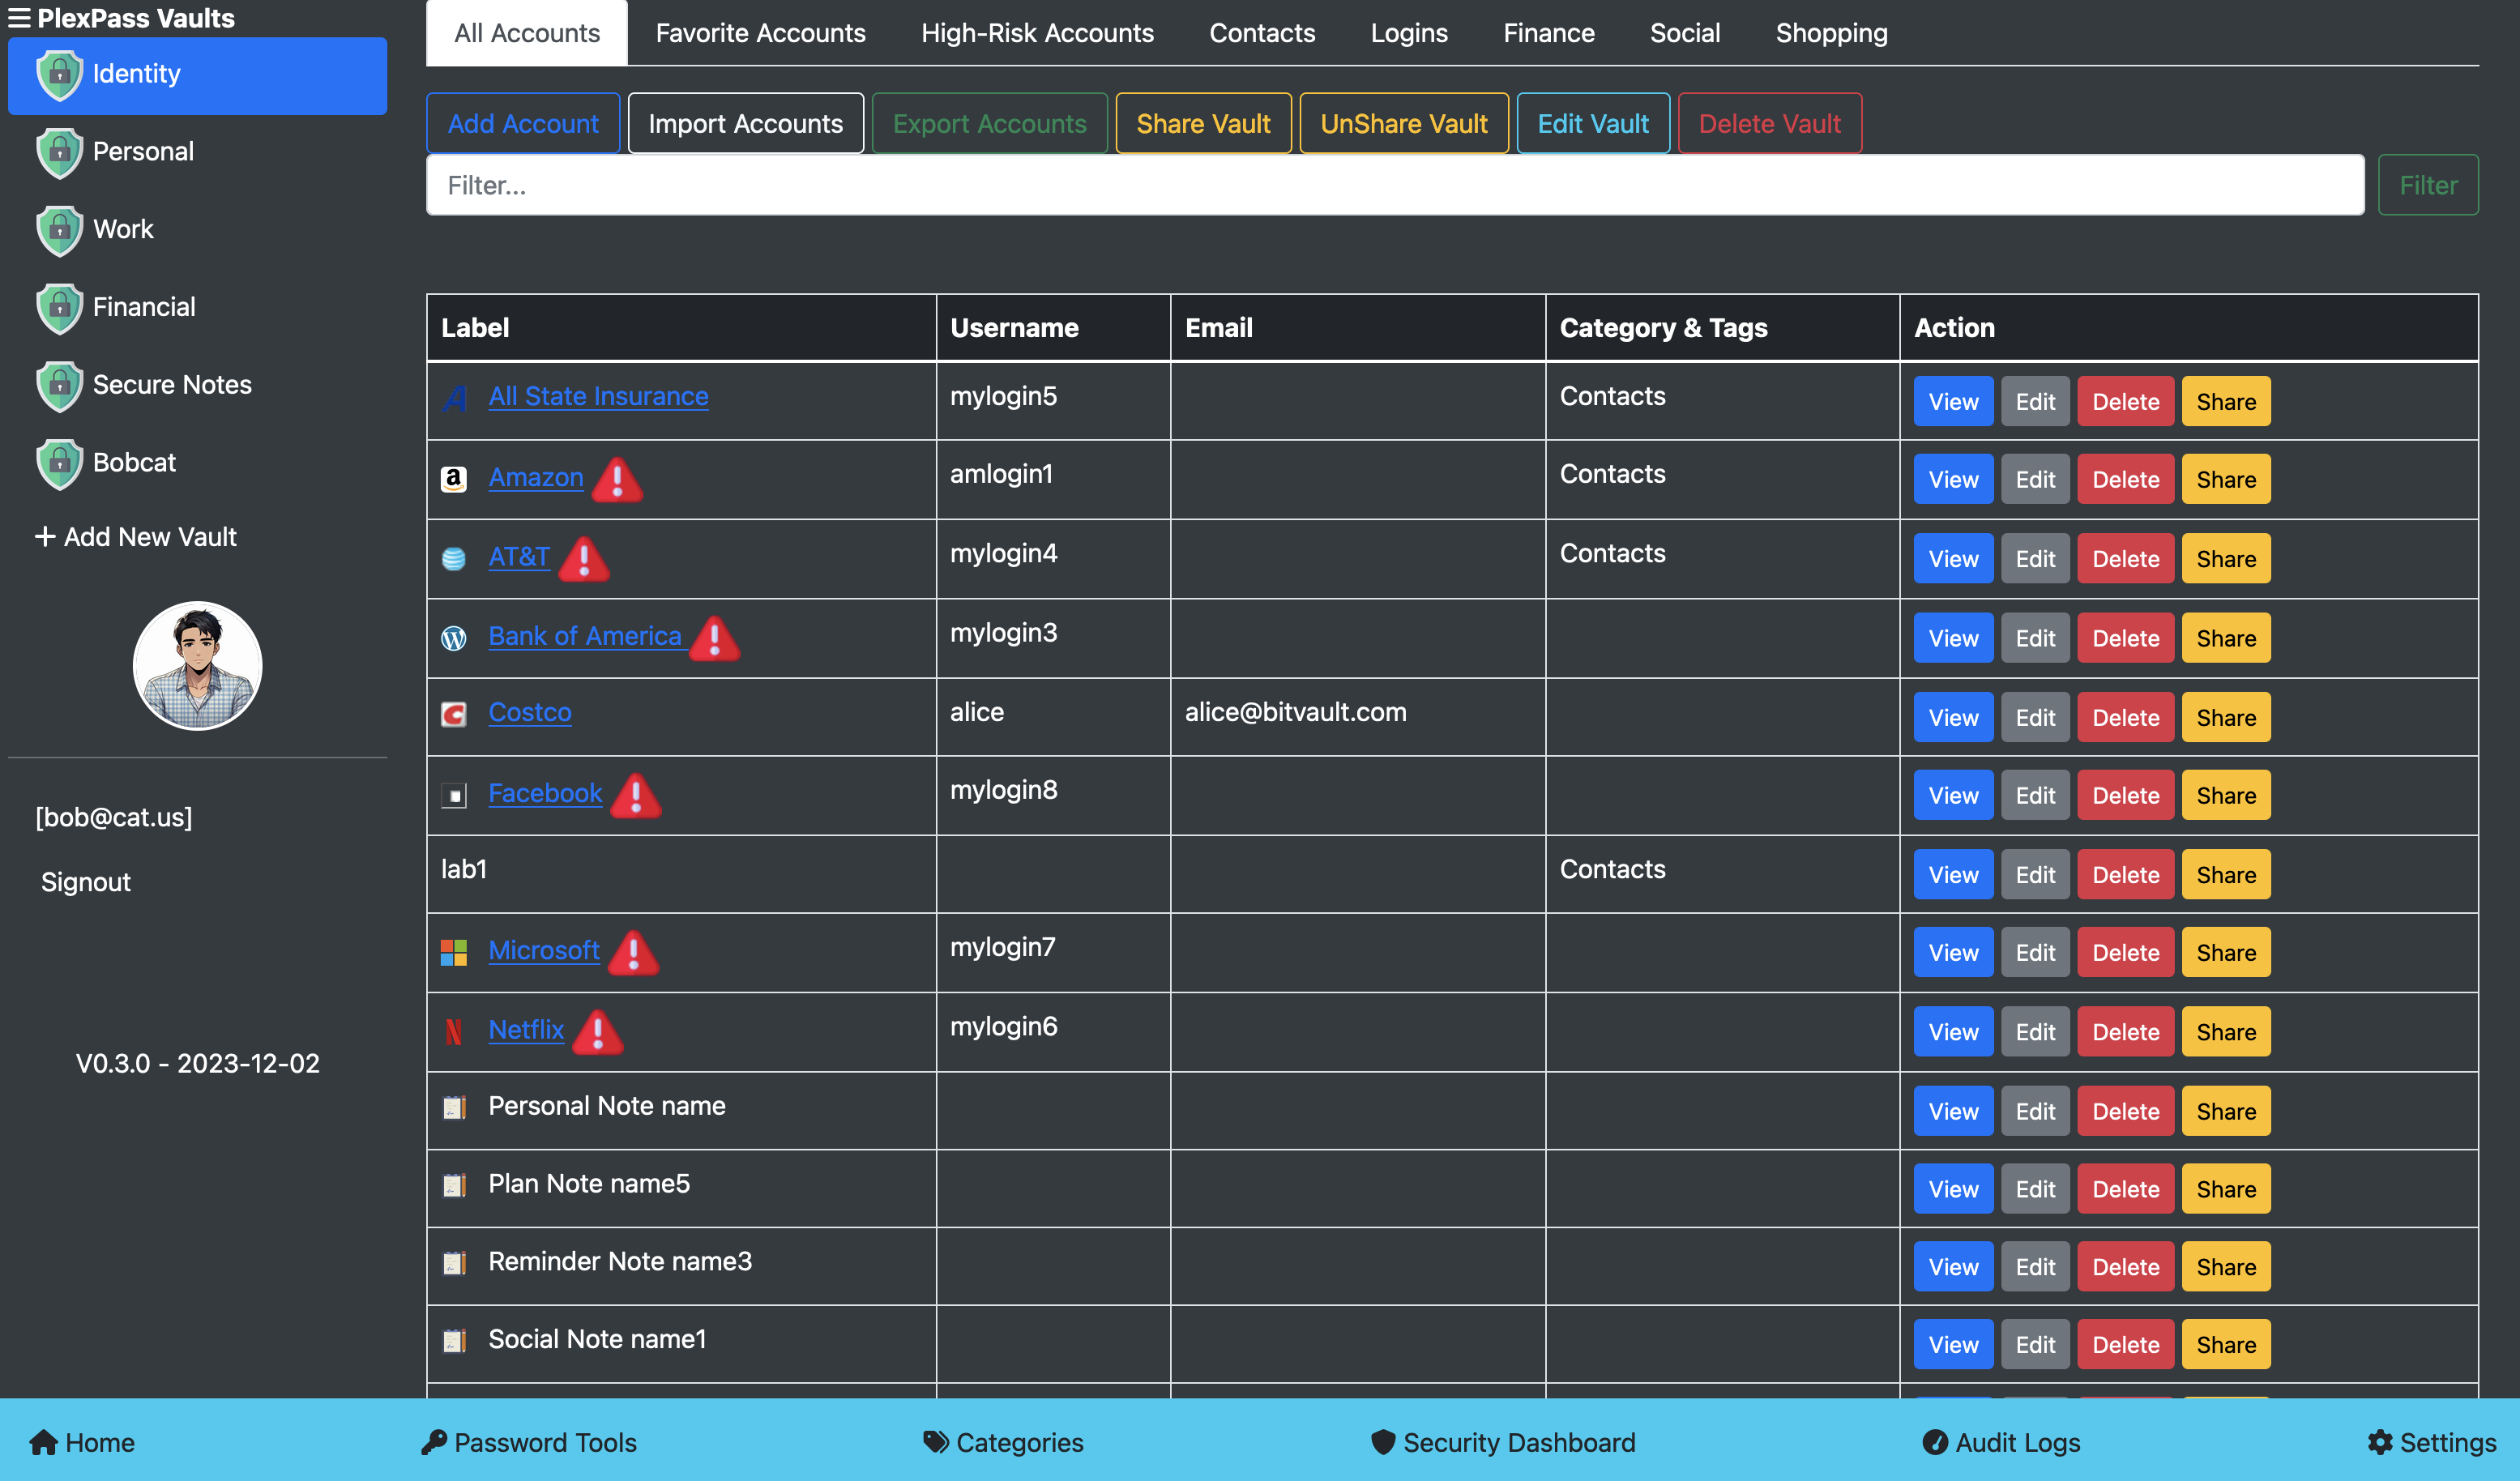 PlexPass Vaults
Identity
Personal
Work
Financial
Secure Notes
Bobcat
Add New Vault
[bob@cat.us]
Signout
V0.3.0 - 2023-12-02
All Accounts Favorite Accounts High-Risk Accounts Contacts Logins Finance Social Shopping
Add Account Import Accounts Export Accounts Share Vault UnShare Vault Edit Vault Delete Vault
Filter... Filter
Label Username Email Category & Tags Action
All State Insurance mylogin5 Contacts View Edit Delete Share
a Amazon amlogin1 Contacts View Edit Delete Share
AT&T mylogin4 Contacts View Edit Delete Share
Bank of America mylogin3 View Edit Delete Share
Costco alice alice@bitvault.com View Edit Delete Share
Facebook mylogin8 View Edit Delete Share
lab1 Contacts View Edit Delete Share
Microsoft mylogin7 View Edit Delete Share
Netflix mylogin6 View Edit Delete Share
Personal Note name View Edit Delete Share
Plan Note name5 View Edit Delete Share
Reminder Note name3 View Edit Delete Share
Social Note name1 View Edit Delete Share
Home Password Tools Categories Security Dashboard Audit Logs Settings